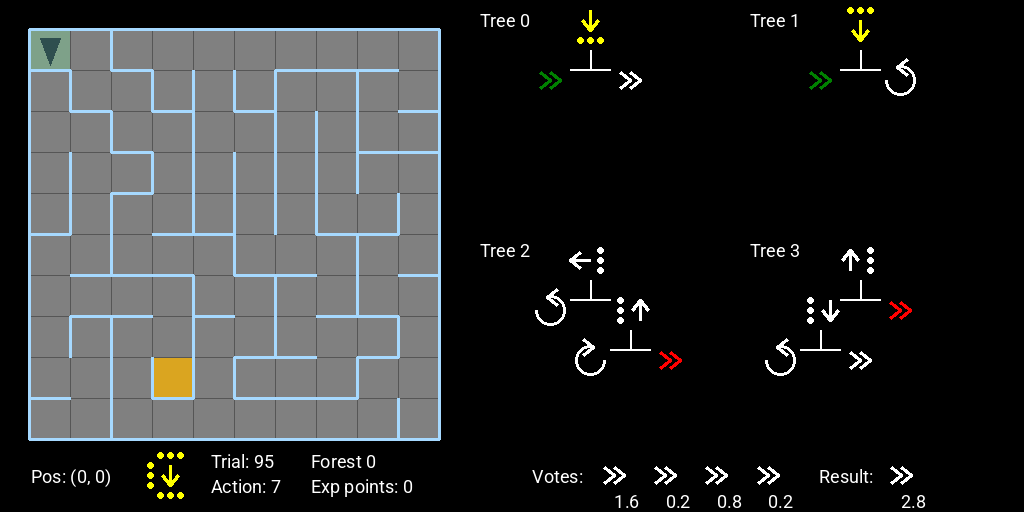 Tree 0
Tree 1
Tree 2
Tree 3
Pos: (0, 0)
Trial: 95
Forest 0
Action: 7
Exp points: 0
Votes:
Result:
1.6
0.2
0.8
0.2
2.8